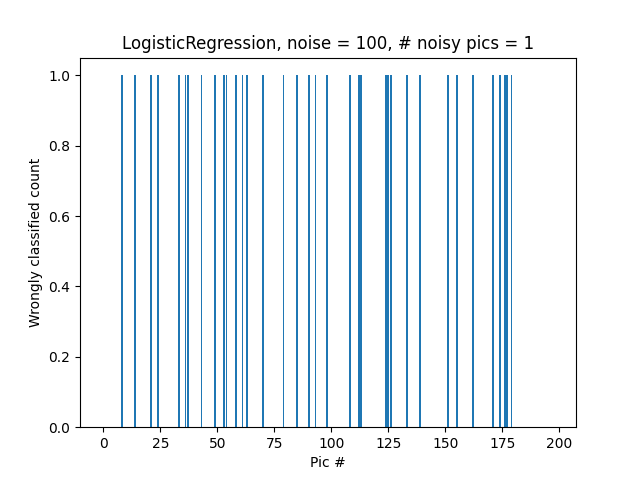 LogisticRegression, noise = 100, # noisy pics = 1
Wrongly classified count
1.0
0.8
0.6
0.4
0.2
0.0
0 25 50 75 100 125 150 175 200
Pic #